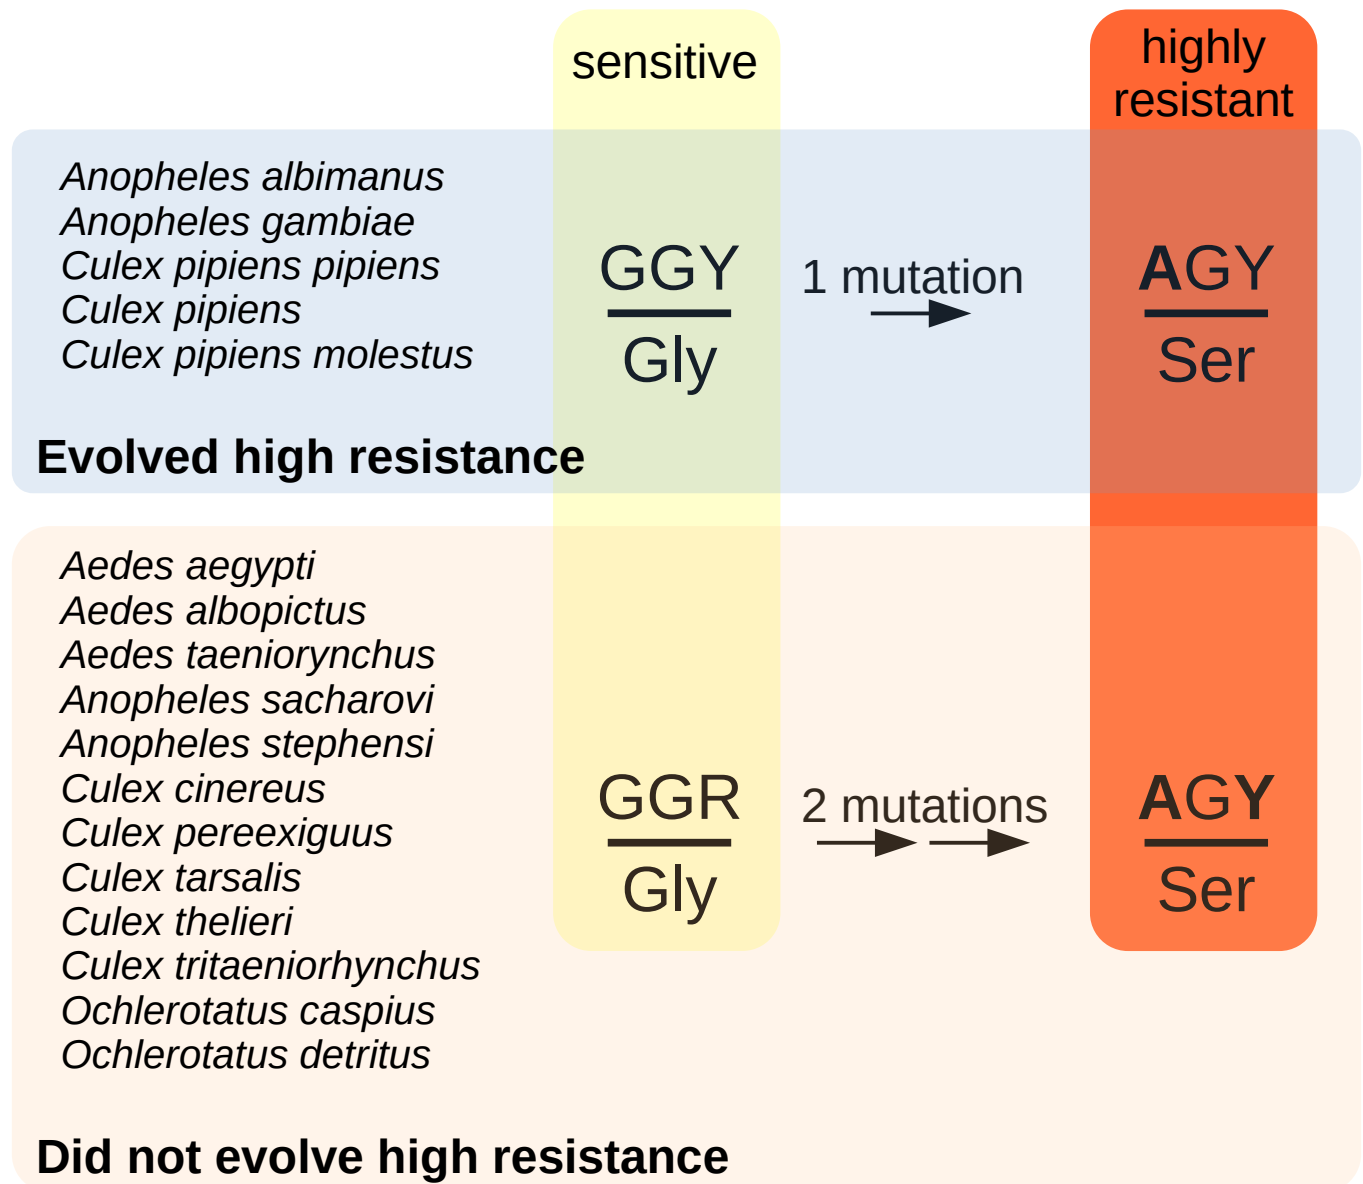 sensitive
highly
resistant
Anopheles albimanus
Anopheles gambiae
Culex pipiens pipiens
Culex pipiens
Culex pipiens molestus
GGY
Gly
1 mutation
AGY
Ser
Evolved high resistance
Aedes aegypti
Aedes albopictus
Aedes taeniorynchus
Anopheles sacharovi
Anopheles stephensi
Culex cinereus
Culex pereexiguus
Culex tarsalis
Culex thelieri
Culex tritaeniorhynchus
Ochlerotatus caspius
Ochlerotatus detritus
GGR
Gly
2 mutations
AGY
Ser
Did not evolve high resistance